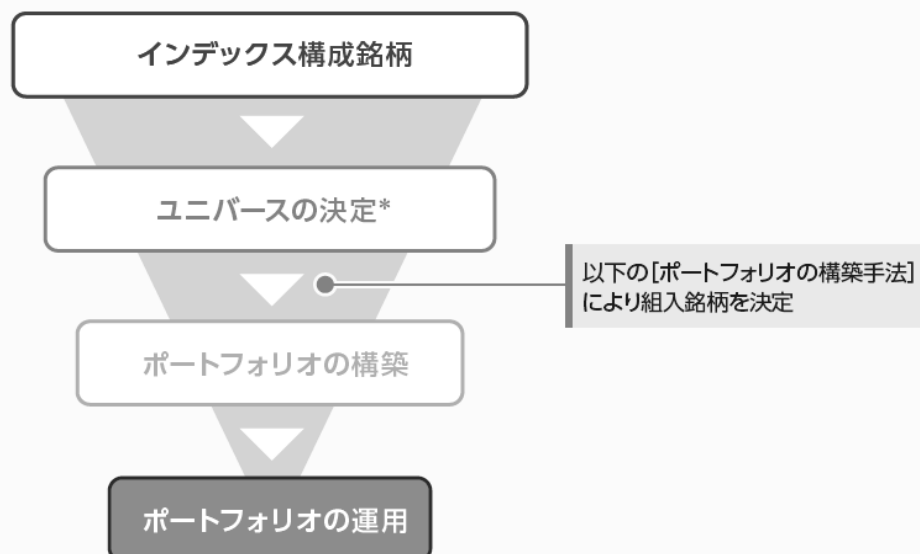 インデックス構成銘柄
ユニバースの決定*
以下の[ポートフォリオの構築手法]
により組入銘柄を決定
ポートフォリオの構築
ポートフォリオの運用